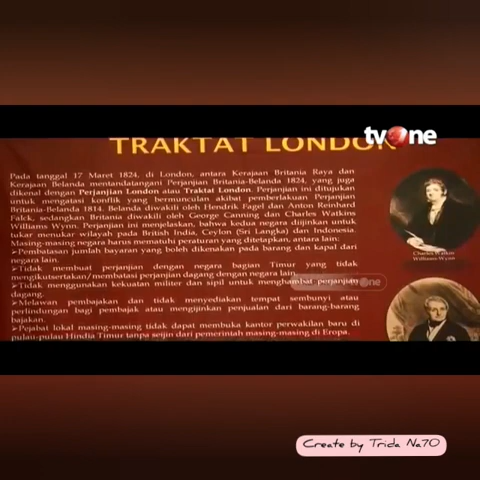 tvOne
TRAKTAT LONDON
Pada tanggal 17 Maret 1824, di London, antara Kerajaan Britania Raya dan
Kerajaan Belanda mentandatangani Perjanjian Britania-Belanda 1824, yang juga
dikenal dengan Perjanjian London atau Traktat London. Perjanjian ini ditujukan
untuk mengatasi konflik yang bermunculan akibat pemberlakuan Perjanjian
Britania-Belanda 1814. Belanda diwakili oleh Hendrik Fagel dan Anton Reinhard
Falck, sedangkan Britania diwakili oleh George Canning dan Charles Watkins
Williams Wynn. Perjanjian ini menjelaskan, bahwa kedua negara diijinkan untuk
tukar menukar wilayah pada British India, Ceylon (Sri Langka) dan Indonesia.
Masing-masing negara harus mematuhi peraturan yang ditetapkan, antara lain:
➢Pembatasan jumlah bayaran yang boleh dikenakan pada barang dan kapal dari
negara lain.
➢Tidak membuat perjanjian dengan negara bagian Timur yang tidak
mengikutsertakan/membatasi perjanjian dagang dengan negara lain.
➢Tidak menggunakan kekuatan militer dan sipil untuk menghambat perjanjian
dagang.
➢Melawan pembajakan dan tidak menyediakan tempat sembunyi atau
perlindungan bagi pembajak atau mengijinkan penjualan dari barang-barang
bajakan.
➢Pejabat lokal masing-masing tidak dapat membuka kantor perwakilan baru di
pulau-pulau Hindia Timur tanpa seijin dari pemerintah masing-masing di Eropa.
Charles Watkin
Williams Wynn
Create by Trida Na70